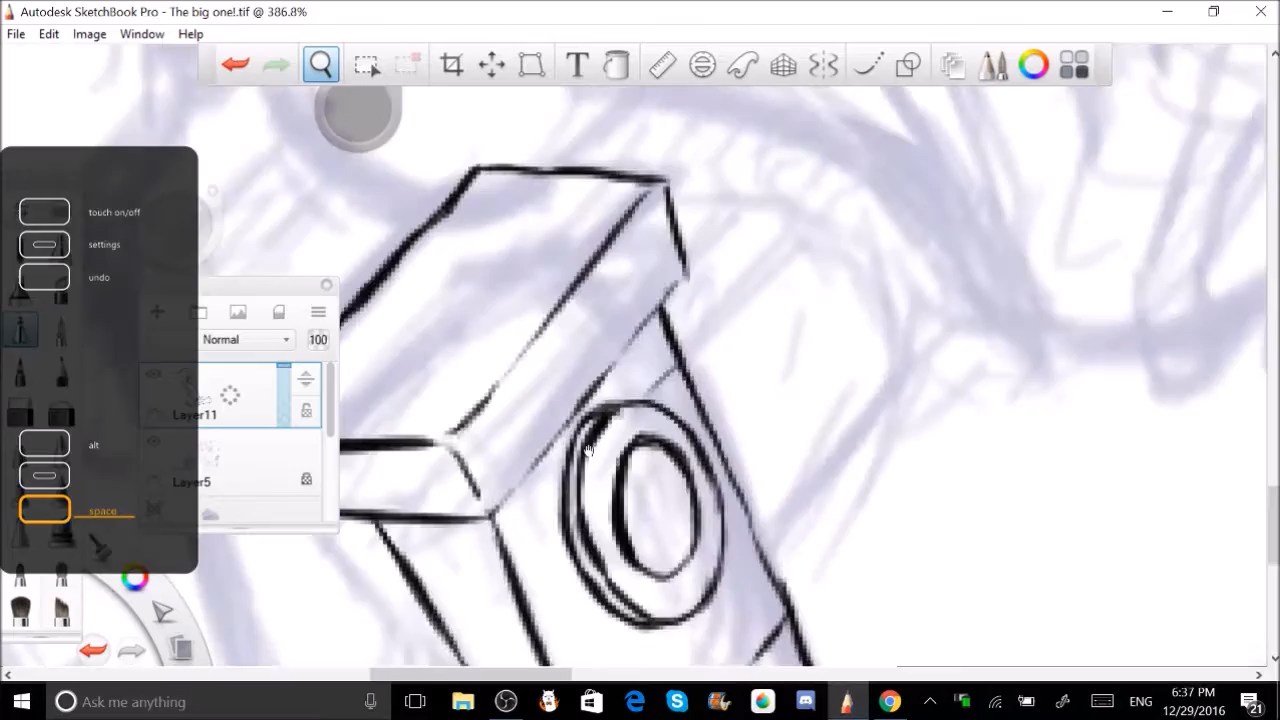 Autodesk SketchBook Pro - The big one!.tif @ 386.8%
File Edit Image Window Help
T
touch on/off
settings
undo
Normal 100
Layer11
alt
Layer5
space
Ask me anything
ENG
6:37 PM
12/29/2016
21